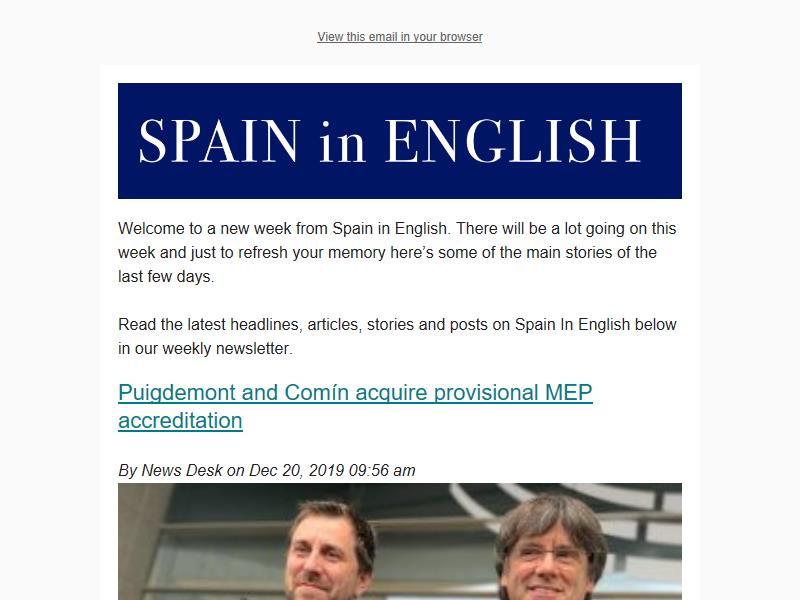 View this email in your browser
SPAIN in ENGLISH
Welcome to a new week from Spain in English. There will be a lot going on this
week and just to refresh your memory here’s some of the main stories of the
last few days.
Read the latest headlines, articles, stories and posts on Spain In English below
in our weekly newsletter.
Puigdemont and Comín acquire provisional MEP
accreditation
By News Desk on Dec 20, 2019 09:56 am